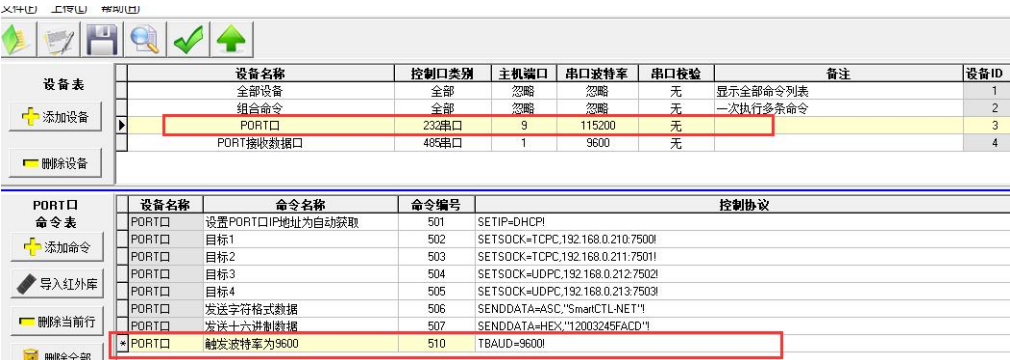 文件(F) 上传(L) 帮助(H)
设备表
添加设备
删除设备
设备名称 控制口类别 主机端口 串口波特率 串口校验 备注 设备ID
全部设备 全部 忽略 忽略 无 显示全部命令列表 1
组合命令 全部 忽略 忽略 无 一次执行多条命令 2
PORT口 232串口 9 115200 无 3
PORT接收数据口 485串口 1 9600 无 4
PORT口
命令表
添加命令
导入红外库
删除当前行
删除全部
设备名称 命令名称 命令编号 控制协议
PORT口 设置PORT口IP地址为自动获取 501 SETIP=DHCP!
PORT口 目标1 502 SETSOCK=TCPC,192.168.0.210:7500!
PORT口 目标2 503 SETSOCK=TCPC,192.168.0.211:7501!
PORT口 目标3 504 SETSOCK=UDPC,192.168.0.212:7502!
PORT口 目标4 505 SETSOCK=UDPC,192.168.0.213:7503!
PORT口 发送字符格式数据 506 SENDDATA=ASC,"SmartCTL-NET"!
PORT口 发送十六进制数据 507 SENDDATA=HEX,"12003245FACD"!
* PORT口 触发波特率为9600 510 TBAUD=9600!